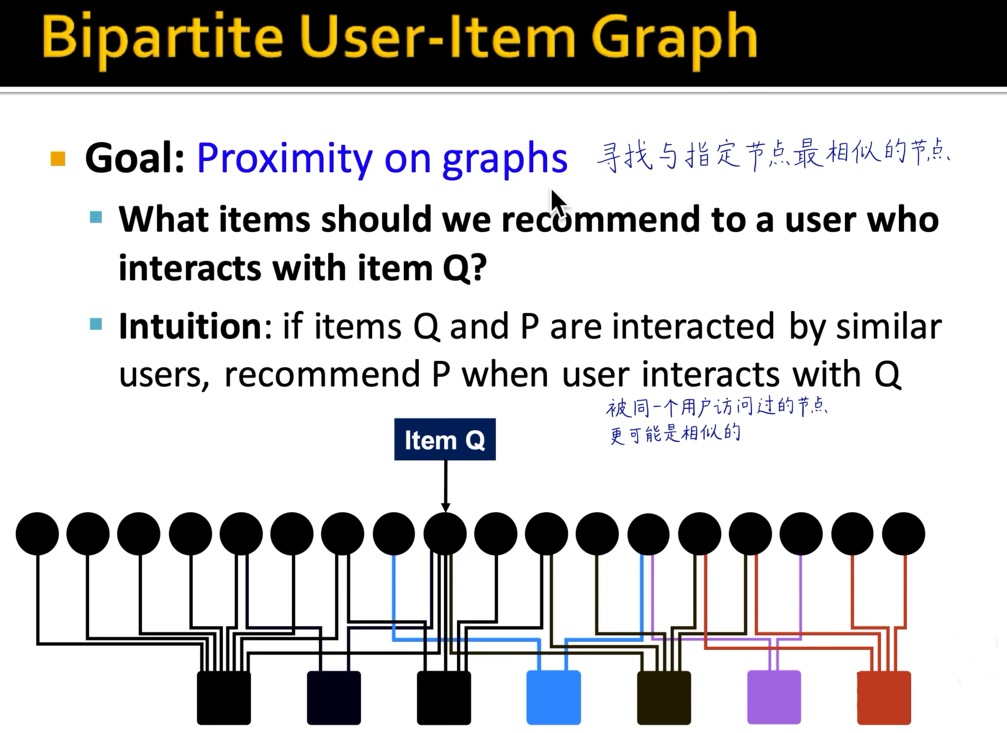 Bipartite User-Item Graph
Goal: Proximity on graphs 寻找与指定节点最相似的节点
What items should we recommend to a user who
interacts with item Q?
Intuition: if items Q and P are interacted by similar
users, recommend P when user interacts with Q
被同一个用户访问过的节点
更可能是相似的
Item Q